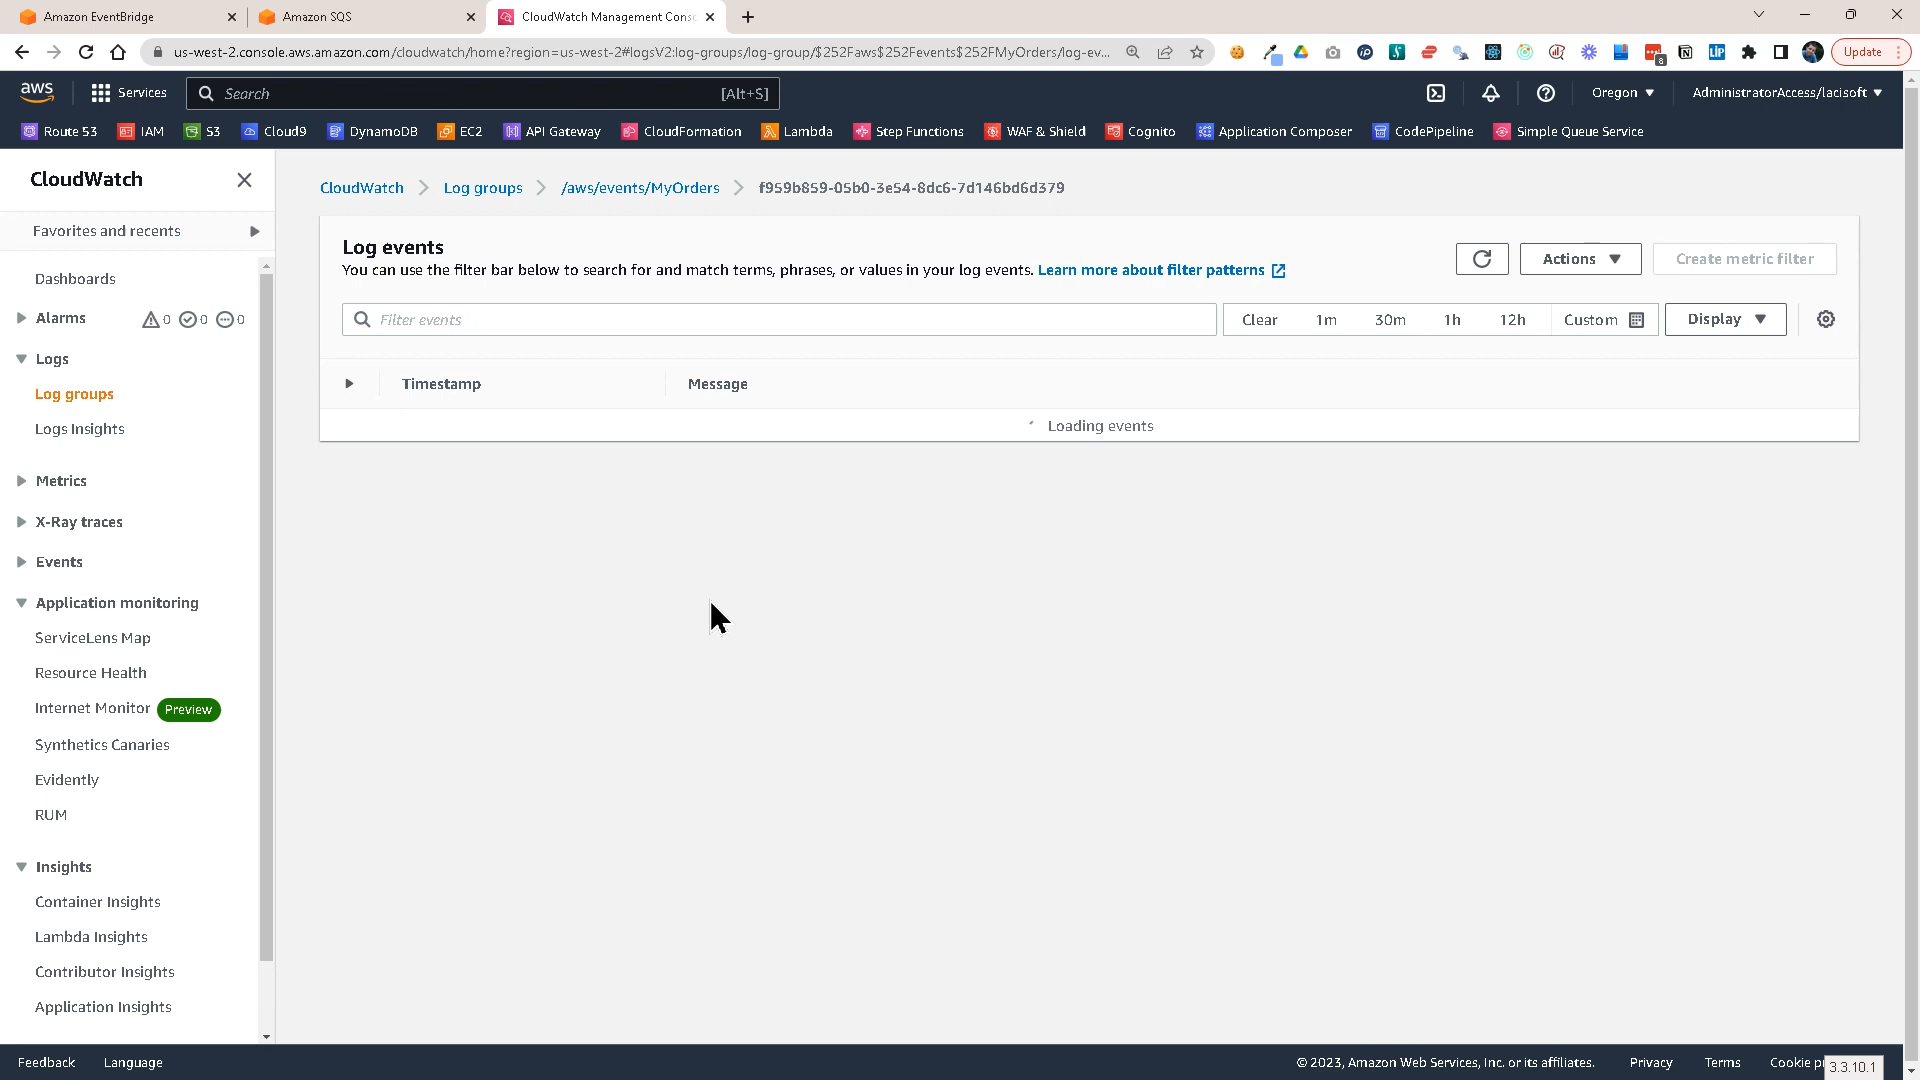 Amazon EventBridge
Amazon SQS
CloudWatch Management Cons
us-west-2.console.aws.amazon.com/cloudwatch/home?region=us-west-2#logsV2:log-groups/log-group/$252Faws$252Fevents$252FMyOrders/log-ev...
8
Update
aws
Services
Search
[Alt+S]
Oregon
AdministratorAccess/lacisoft
Route 53
IAM
S3
Cloud9
DynamoDB
EC2
API Gateway
CloudFormation
Lambda
Step Functions
WAF & Shield
Cognito
Application Composer
CodePipeline
Simple Queue Service
CloudWatch
Favorites and recents
Dashboards
Alarms
0
0
0
Logs
Log groups
Logs Insights
Metrics
X-Ray traces
Events
Application monitoring
ServiceLens Map
Resource Health
Internet Monitor
Preview
Synthetics Canaries
Evidently
RUM
Insights
Container Insights
Lambda Insights
Contributor Insights
Application Insights
CloudWatch
Log groups
/aws/events/MyOrders
f959b859-05b0-3e54-8dc6-7d146bd6d379
Log events
You can use the filter bar below to search for and match terms, phrases, or values in your log events. Learn more about filter patterns
Actions
Create metric filter
Filter events
Clear
1m
30m
1h
12h
Custom
Display
Timestamp
Message
Loading events
Feedback
Language
© 2023, Amazon Web Services, Inc. or its affiliates.
Privacy
Terms
Cookie p
3.3.10.1